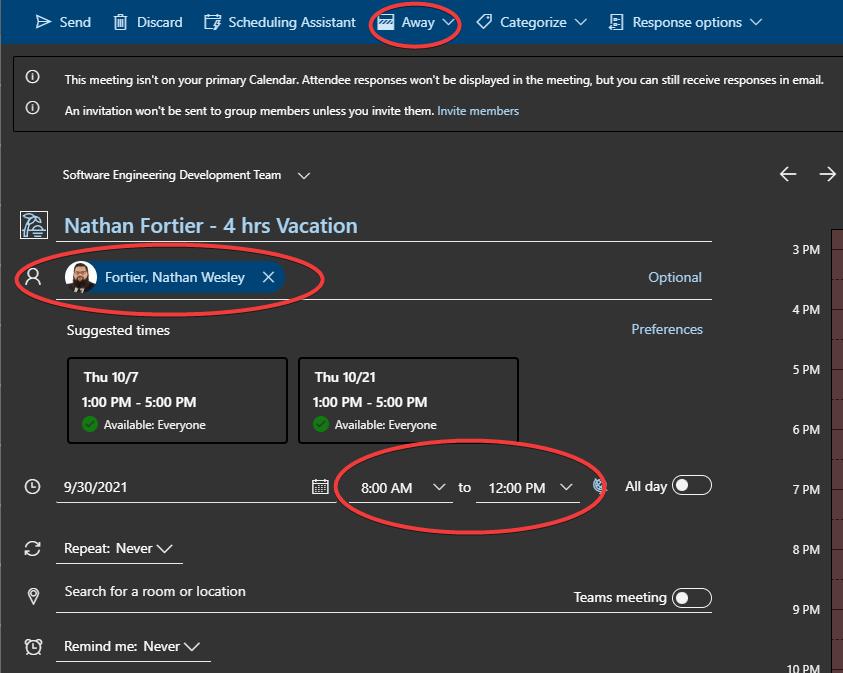 Send Discard Scheduling Assistant Away Categorize Response options
This meeting isn't on your primary Calendar. Attendee responses won't be displayed in the meeting, but you can still receive responses in email.
An invitation won't be sent to group members unless you invite them. Invite members
Software Engineering Development Team
Nathan Fortier - 4 hrs Vacation
Fortier, Nathan Wesley Optional
Suggested times Preferences
Thu 10/7
1:00 PM - 5:00 PM
Available: Everyone
Thu 10/21
1:00 PM - 5:00 PM
Available: Everyone
9/30/2021 8:00 AM to 12:00 PM All day
Repeat: Never
Search for a room or location
Teams meeting
Remind me: Never
3 PM
4 PM
5 PM
6 PM
7 PM
8 PM
9 PM
10 PM